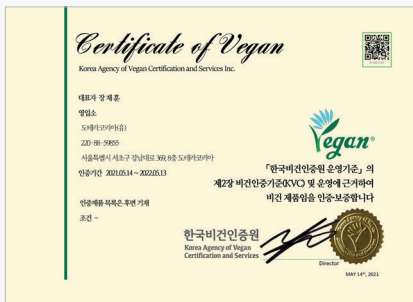 Certificate of Vegan
Korea Agency of Vegan Certification and Services Inc.
대표자 장재훈
영업소
도테라코리아(유)
220-88-59855
서울특별시 서초구 강남대로 369, 8층 도테라코리아
인증기간 2021.05.14 ~ 2022.05.13
인증제품 목록은 후면 기재
조건 -
Vegan®
「한국비건인증원 운영기준」의
제2장 비건인증기준(KVC) 및 운영에 근거하여
비건 제품임을 인증·보증합니다
한국비건인증원
Korea Agency of Vegan
Certification and Services
Director
MAY 14th, 2021